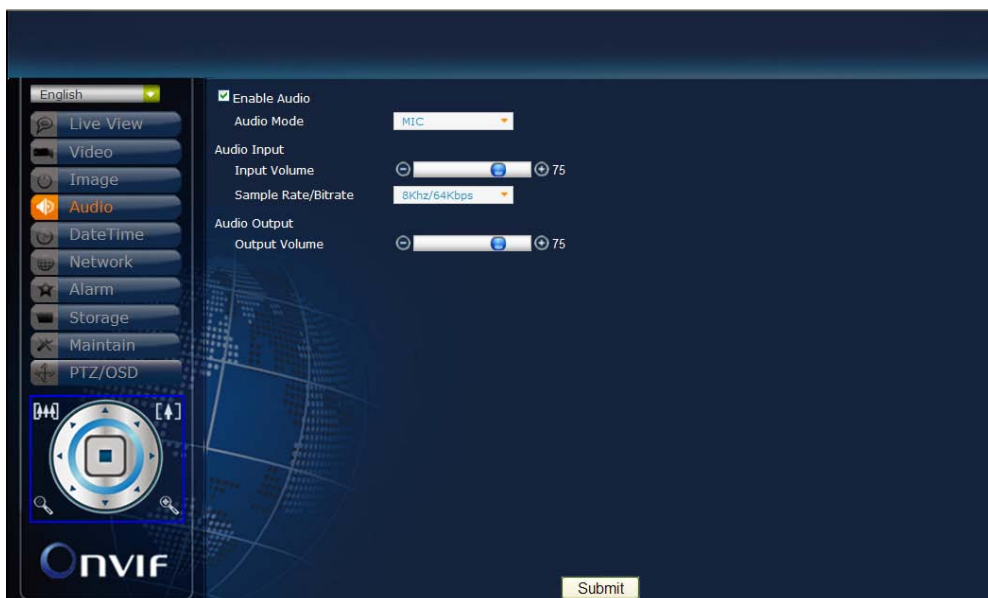 English
Live View
Video
Image
Audio
DateTime
Network
Alarm
Storage
Maintain
PTZ/OSD
Onvif
Enable Audio
Audio Mode MIC
Audio Input
Input Volume 75
Sample Rate/Bitrate 8Khz/64Kbps
Audio Output
Output Volume 75
Submit